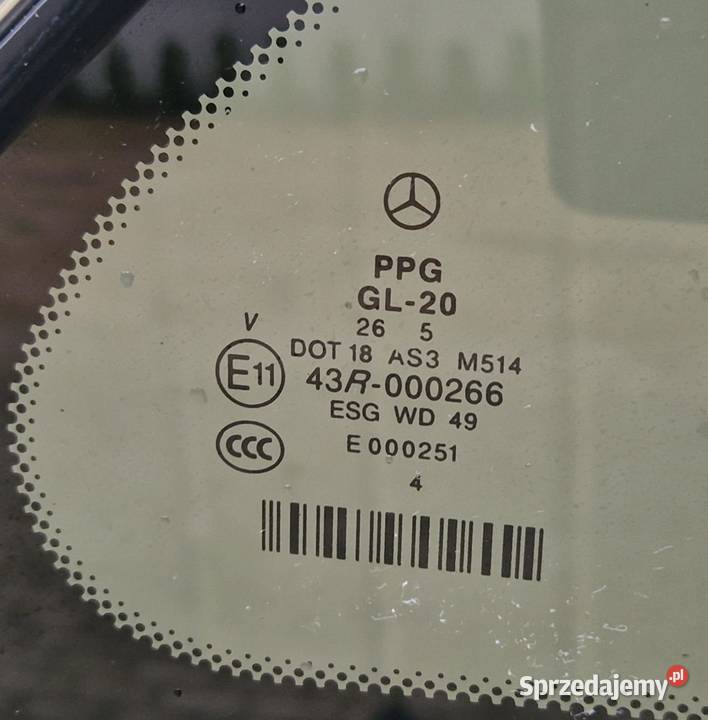 PPG
GL-20
26 5
V
DOT 18 AS3 M514
E11
43R-000266
ESG WD 49
CCC
E 000251
4
Sprzedajemy.pl